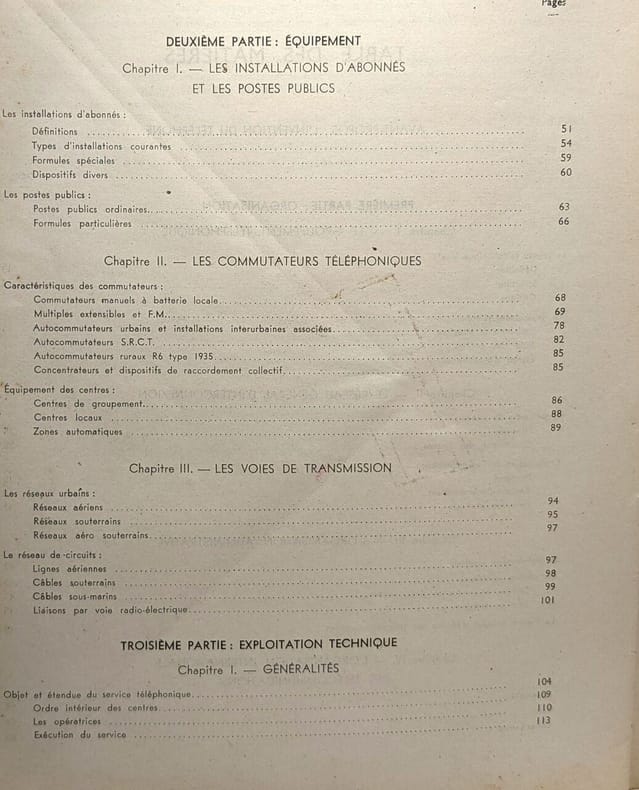 Pages
DEUXIÈME PARTIE : ÉQUIPEMENT
Chapitre I. — LES INSTALLATIONS D'ABONNÉS
ET LES POSTES PUBLICS
Les installations d'abonnés :
Définitions 51
Types d'installations courantes 54
Formules spéciales 59
Dispositifs divers 60
Les postes publics :
Postes publics ordinaires 63
Formules particulières 66
Chapitre II. — LES COMMUTATEURS TÉLÉPHONIQUES
Caractéristiques des commutateurs :
Commutateurs manuels à batterie locale 68
Multiples extensibles et F.M. 69
Autocommutateurs urbains et installations interurbaines associées 78
Autocommutateurs S.R.C.T. 82
Autocommutateurs ruraux R6 type 1935 85
Concentrateurs et dispositifs de raccordement collectif 85
Équipement des centres :
Centres de groupement 86
Centres locaux 88
Zones automatiques 89
Chapitre III. — LES VOIES DE TRANSMISSION
Les réseaux urbains :
Réseaux aériens 94
Réseaux souterrains 95
Réseaux aéro souterrains 97
Le réseau de circuits :
Lignes aériennes 97
Câbles souterrains 98
Câbles sous-marins 99
Liaisons par voie radio-électrique 101
TROISIÈME PARTIE : EXPLOITATION TECHNIQUE
Chapitre I. — GÉNÉRALITÉS
Objet et étendue du service téléphonique 104
Ordre intérieur des centres 109
Les opératrices 110
Exécution du service 113